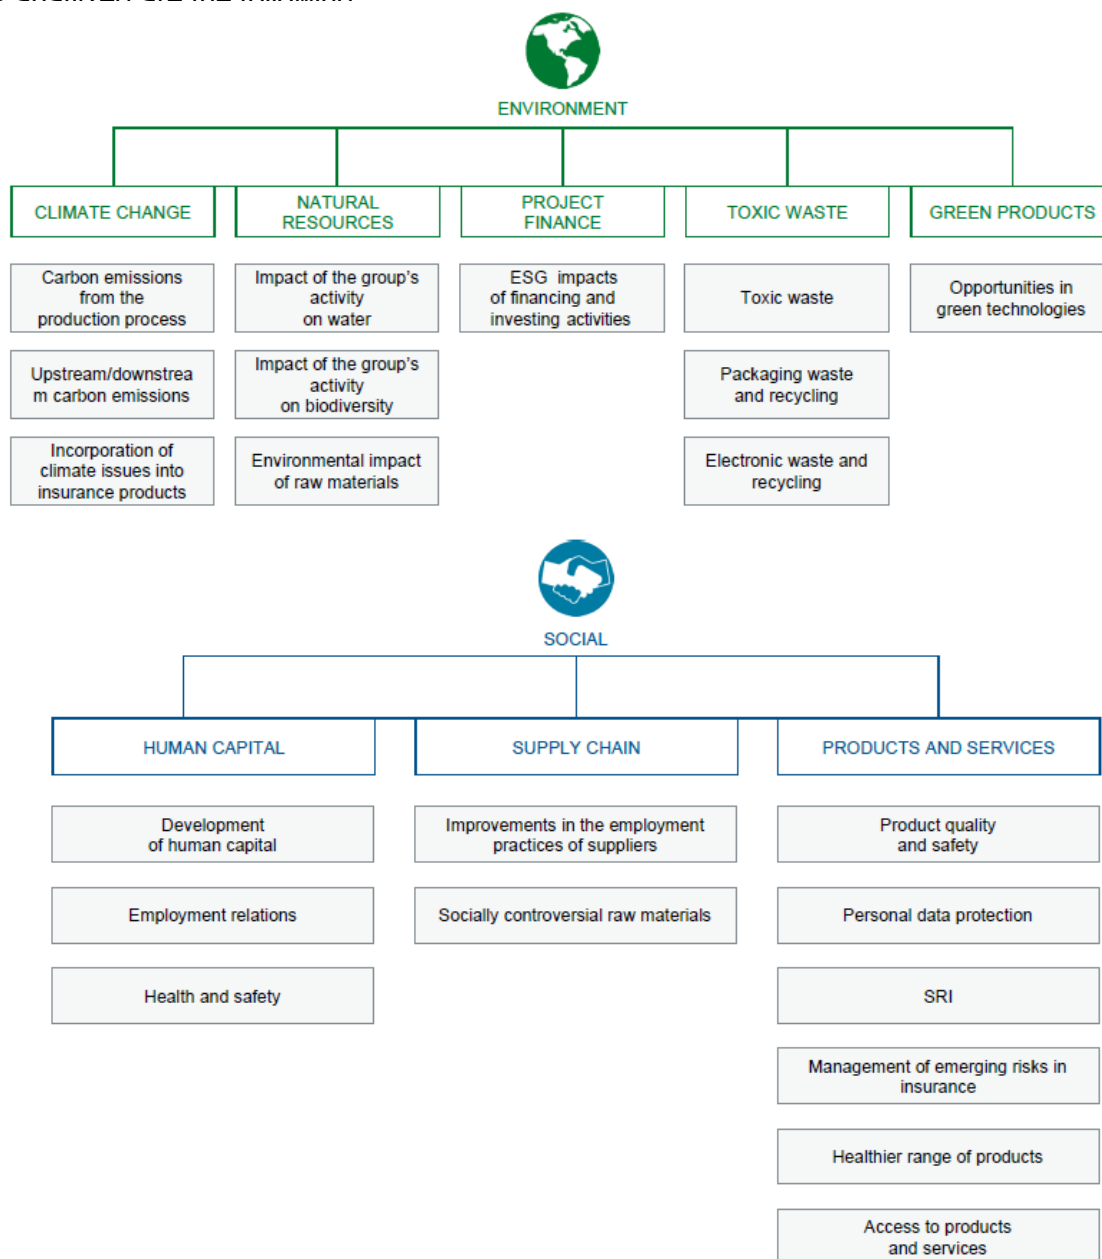 ENVIRONMENT
CLIMATE CHANGE
NATURAL
RESOURCES
PROJECT
FINANCE
TOXIC WASTE
GREEN PRODUCTS
Carbon emissions
from the
production process
Impact of the group's
activity
on water
ESG impacts
of financing and
investing activities
Toxic waste
Opportunities in
green technologies
Upstream/downstrea
m carbon emissions
Impact of the group's
activity
on biodiversity
Packaging waste
and recycling
Incorporation of
climate issues into
insurance products
Environmental impact
of raw materials
Electronic waste and
recycling
SOCIAL
HUMAN CAPITAL
SUPPLY CHAIN
PRODUCTS AND SERVICES
Development
of human capital
Improvements in the employment
practices of suppliers
Product quality
and safety
Employment relations
Socially controversial raw materials
Personal data protection
Health and safety
SRI
Management of emerging risks in
insurance
Healthier range of products
Access to products
and services